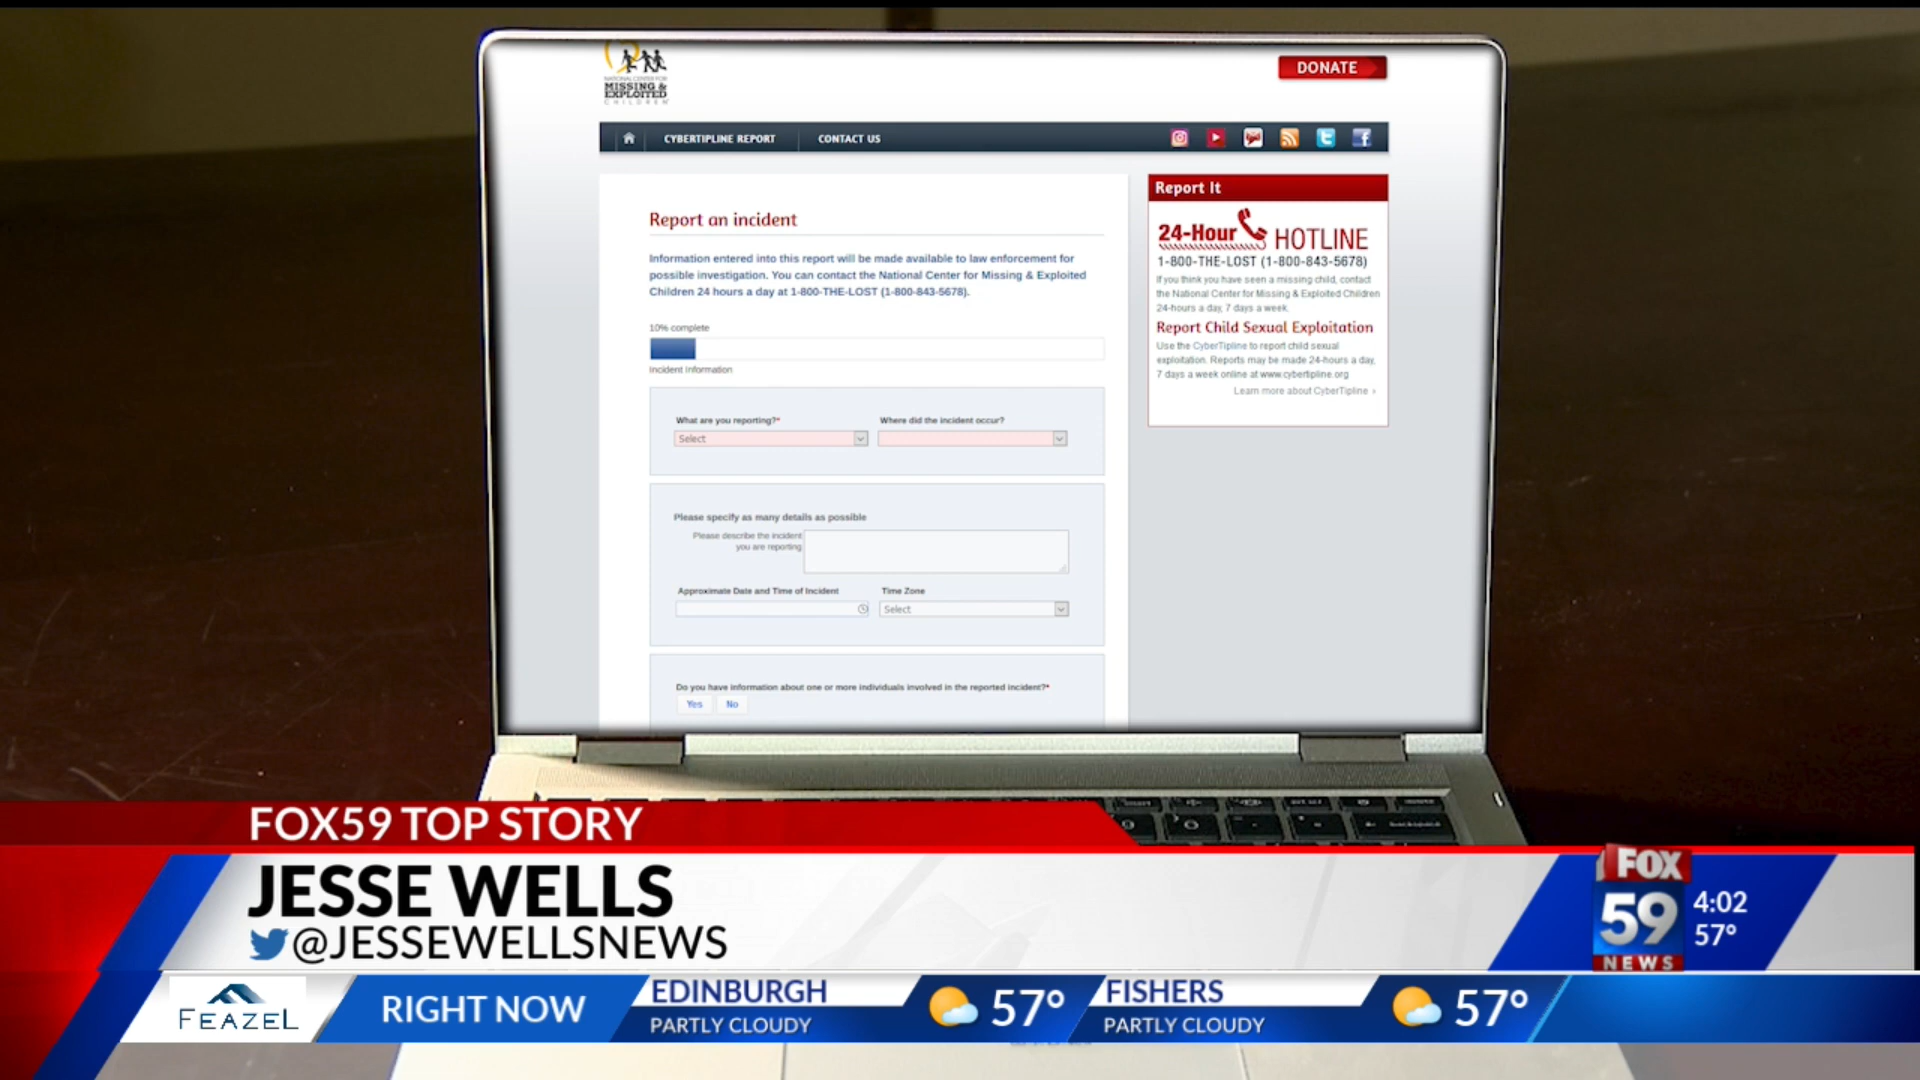 NATIONAL CENTER FOR
MISSING &
EXPLOITED
CHILDREN
DONATE
CYBERTIPLINE REPORT
CONTACT US
Report an incident
Information entered into this report will be made available to law enforcement for
possible investigation. You can contact the National Center for Missing & Exploited
Children 24 hours a day at 1-800-THE-LOST (1-800-843-5678).
10% complete
Incident Information
What are you reporting?*
Where did the incident occur?
Select
Please specify as many details as possible
Please describe the incident
you are reporting
Approximate Date and Time of Incident
Time Zone
Select
Do you have information about one or more individuals involved in the reported incident?*
Yes
No
Report It
24-Hour HOTLINE
1-800-THE-LOST (1-800-843-5678)
If you think you have seen a missing child, contact
the National Center for Missing & Exploited Children
24-hours a day, 7 days a week.
Report Child Sexual Exploitation
Use the CyberTipline to report child sexual
exploitation. Reports may be made 24-hours a day,
7 days a week online at www.cybertipline.org
Learn more about CyberTipline ›
FOX59 TOP STORY
JESSE WELLS
@JESSEWELLSNEWS
FOX
59
NEWS
4:02
57°
FEAZEL
RIGHT NOW
EDINBURGH
PARTLY CLOUDY
57°
FISHERS
PARTLY CLOUDY
57°